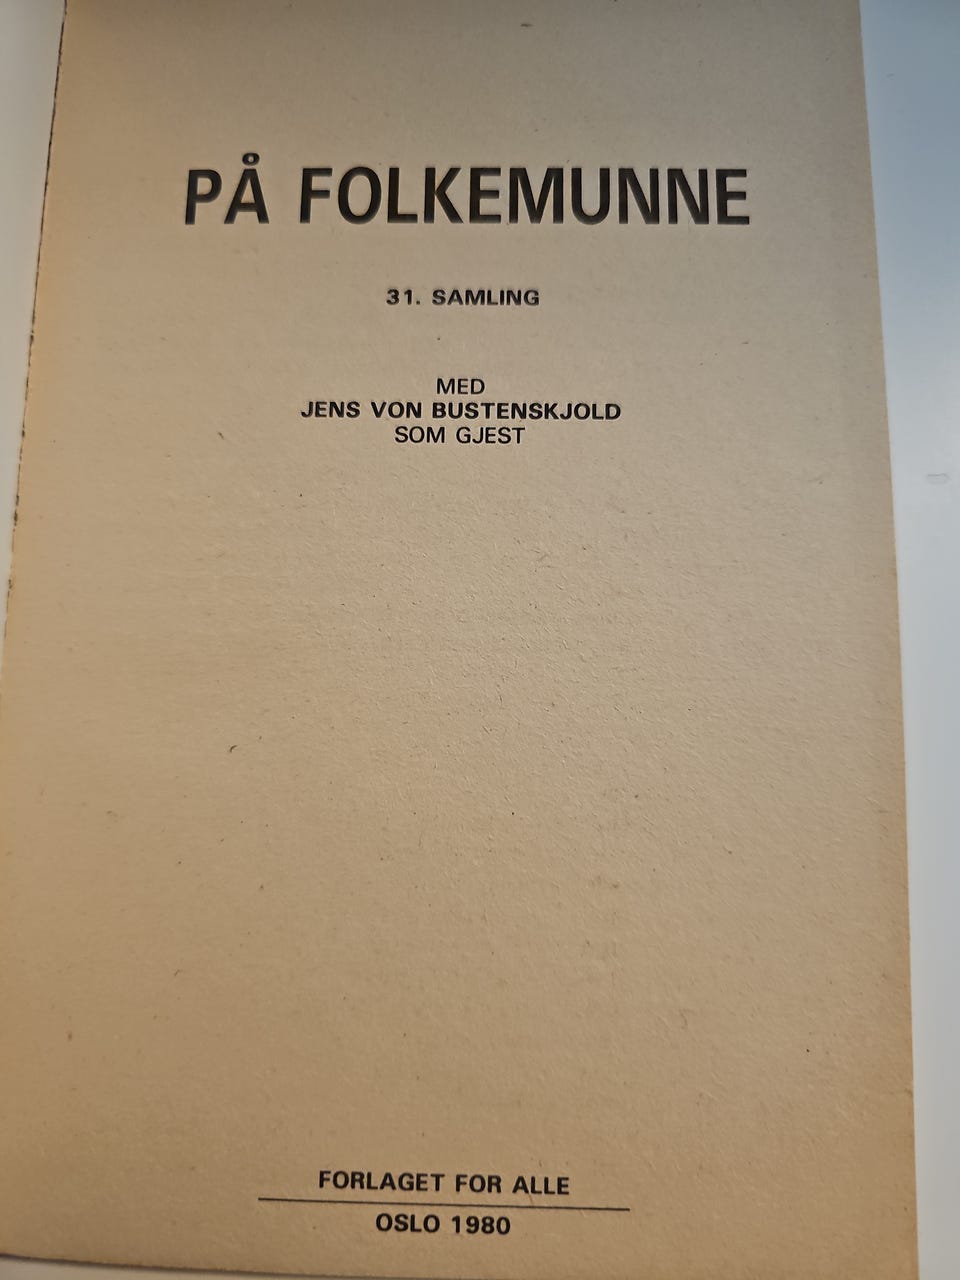 PÅ FOLKEMUNNE
31. SAMLING
MED
JENS VON BUSTENSKJOLD
SOM GJEST
FORLAGET FOR ALLE
OSLO 1980